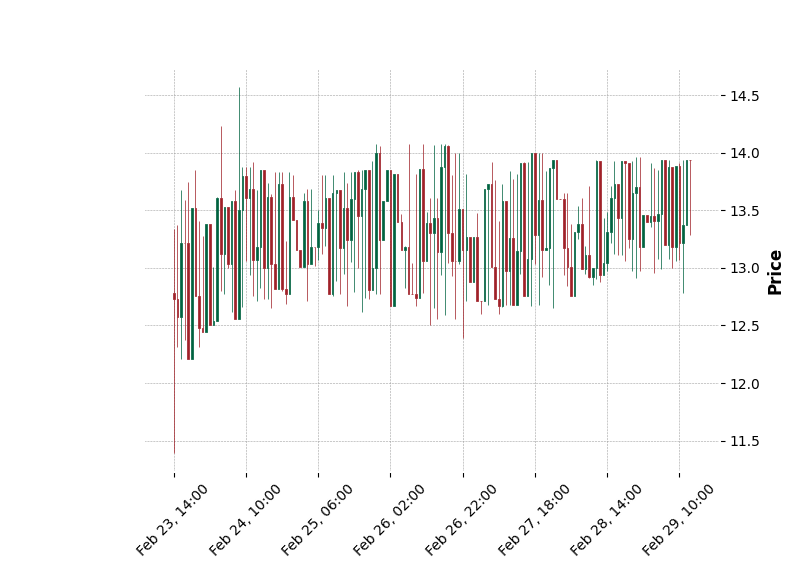 14.5
14.0
13.5
13.0
12.5
12.0
11.5
Price
Feb 23, 14:00
Feb 24, 10:00
Feb 25, 06:00
Feb 26, 02:00
Feb 26, 22:00
Feb 27, 18:00
Feb 28, 14:00
Feb 29, 10:00